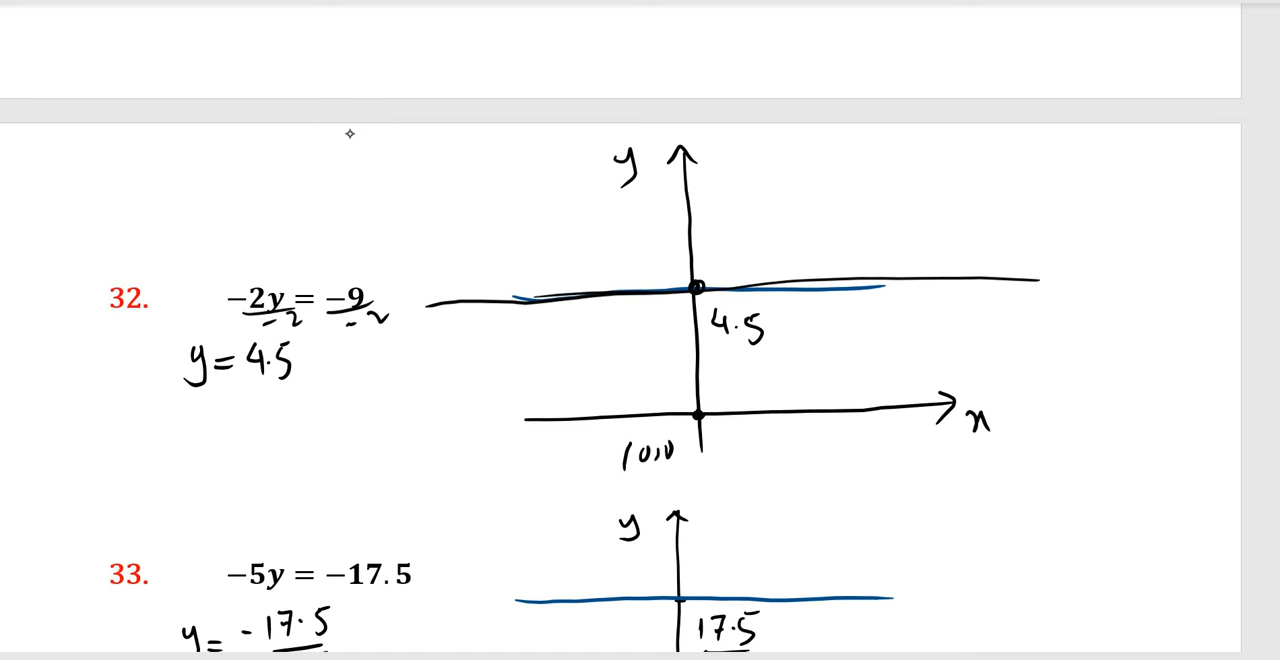 y
32. −2y = −9
−2 −2
y = 4.5
4.5
x
(0,0
y
33. −5y = −17.5
y = −17.5
17.5